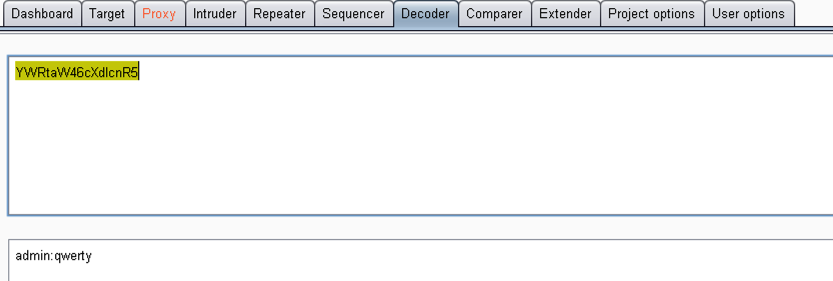 Dashboard Target Proxy Intruder Repeater Sequencer Decoder Comparer Extender Project options User options
YWRtaW46cXdlcnR5
admin:qwerty